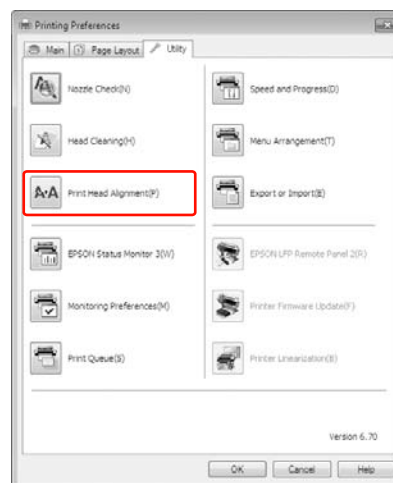 Printing Preferences
Main
Page Layout
Utility
Nozzle Check(N)
Speed and Progress(D)
Head Cleaning(H)
Menu Arrangement(T)
A·A
Print Head Alignment(P)
Export or Import(E)
EPSON Status Monitor 3(W)
EPSON LFP Remote Panel 2(R)
Monitoring Preferences(M)
Printer Firmware Update(F)
Print Queue(S)
Printer Linearization(B)
Version 6.70
OK
Cancel
Help